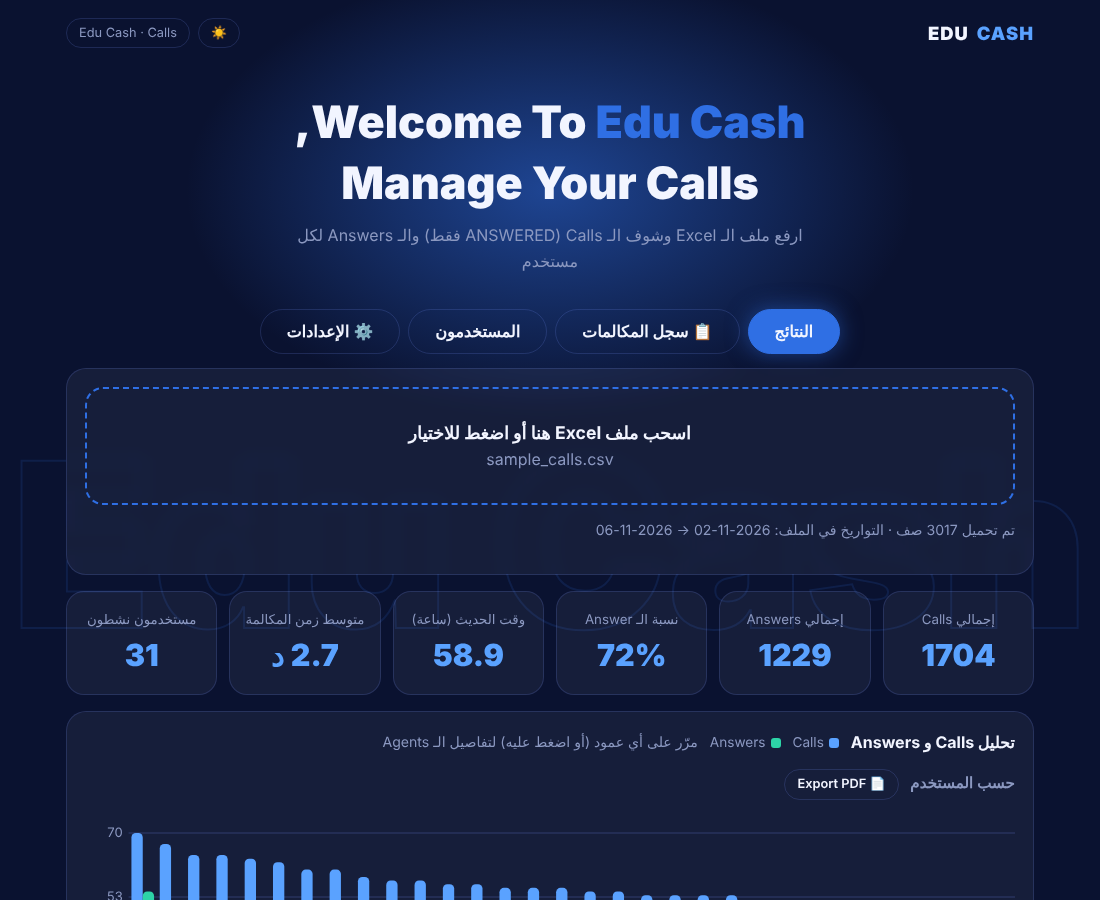 EDU CASH
☀️
Edu Cash · Calls
,Welcome To Edu Cash
Manage Your Calls
ارفع ملف الـ Excel وشوف الـ Calls (ANSWERED فقط) والـ Answers لكل
مستخدم
النتائج
📋 سجل المكالمات
المستخدمون
⚙️ الإعدادات
اسحب ملف Excel هنا أو اضغط للاختيار
sample_calls.csv
تم تحميل 3017 صف · التواريخ في الملف: 2026-11-02 → 2026-11-06
Edu Cash
إجمالي Calls
1704
إجمالي Answers
1229
نسبة الـ Answer
72%
وقت الحديث (ساعة)
58.9
متوسط زمن المكالمة
2.7 د
مستخدمون نشطون
31
تحليل Calls و Answers
Calls
Answers
مرّر على أي عمود (أو اضغط عليه) لتفاصيل الـ Agents
حسب المستخدم
📄 Export PDF
70
53